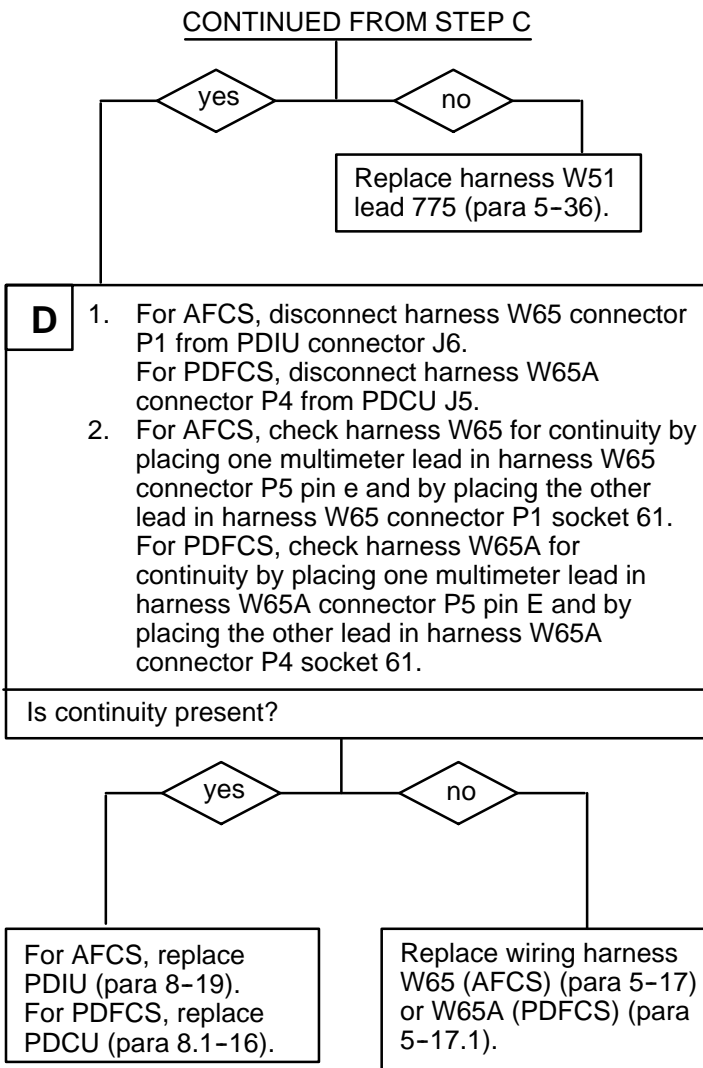 CONTINUED FROM STEP C
yes
no
Replace harness W51
lead 775 (para 5-36).
D
1. For AFCS, disconnect harness W65 connector
P1 from PDIU connector J6.
For PDFCS, disconnect harness W65A
connector P4 from PDCU J5.
2. For AFCS, check harness W65 for continuity by
placing one multimeter lead in harness W65
connector P5 pin e and by placing the other
lead in harness W65 connector P1 socket 61.
For PDFCS, check harness W65A for
continuity by placing one multimeter lead in
harness W65A connector P5 pin E and by
placing the other lead in harness W65A
connector P4 socket 61.
Is continuity present?
yes
no
For AFCS, replace
PDIU (para 8-19).
For PDFCS, replace
PDCU (para 8.1-16).
Replace wiring harness
W65 (AFCS) (para 5-17)
or W65A (PDFCS) (para
5-17.1).